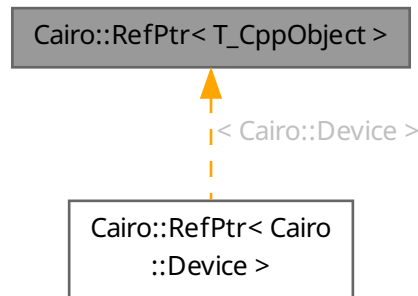 Cairo::RefPtr< T_CppObject >
< Cairo::Device >
Cairo::RefPtr< Cairo
::Device >